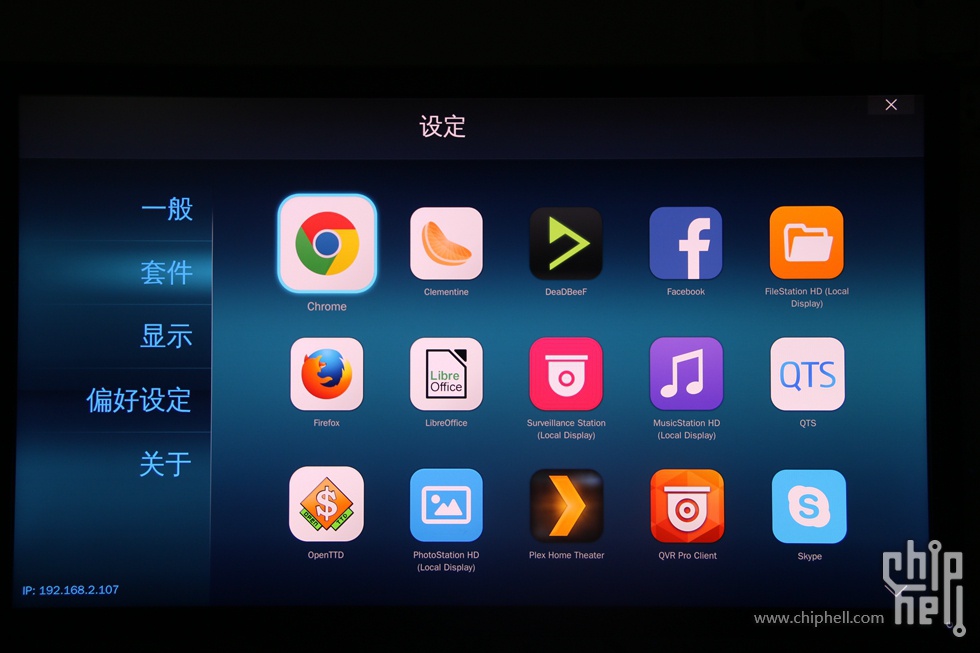 设定
一般
套件
显示
偏好设定
关于
Chrome
Clementine
DeaDBeeF
Facebook
FileStation HD (Local
Display)
Firefox
Libre
Office
LibreOffice
Surveillance Station
(Local Display)
MusicStation HD
(Local Display)
QTS
QTS
OPEN TTD
OpenTTD
PhotoStation HD
(Local Display)
Plex Home Theater
QVR Pro Client
Skype
IP: 192.168.2.107
www.chiphell.com
chip
hell